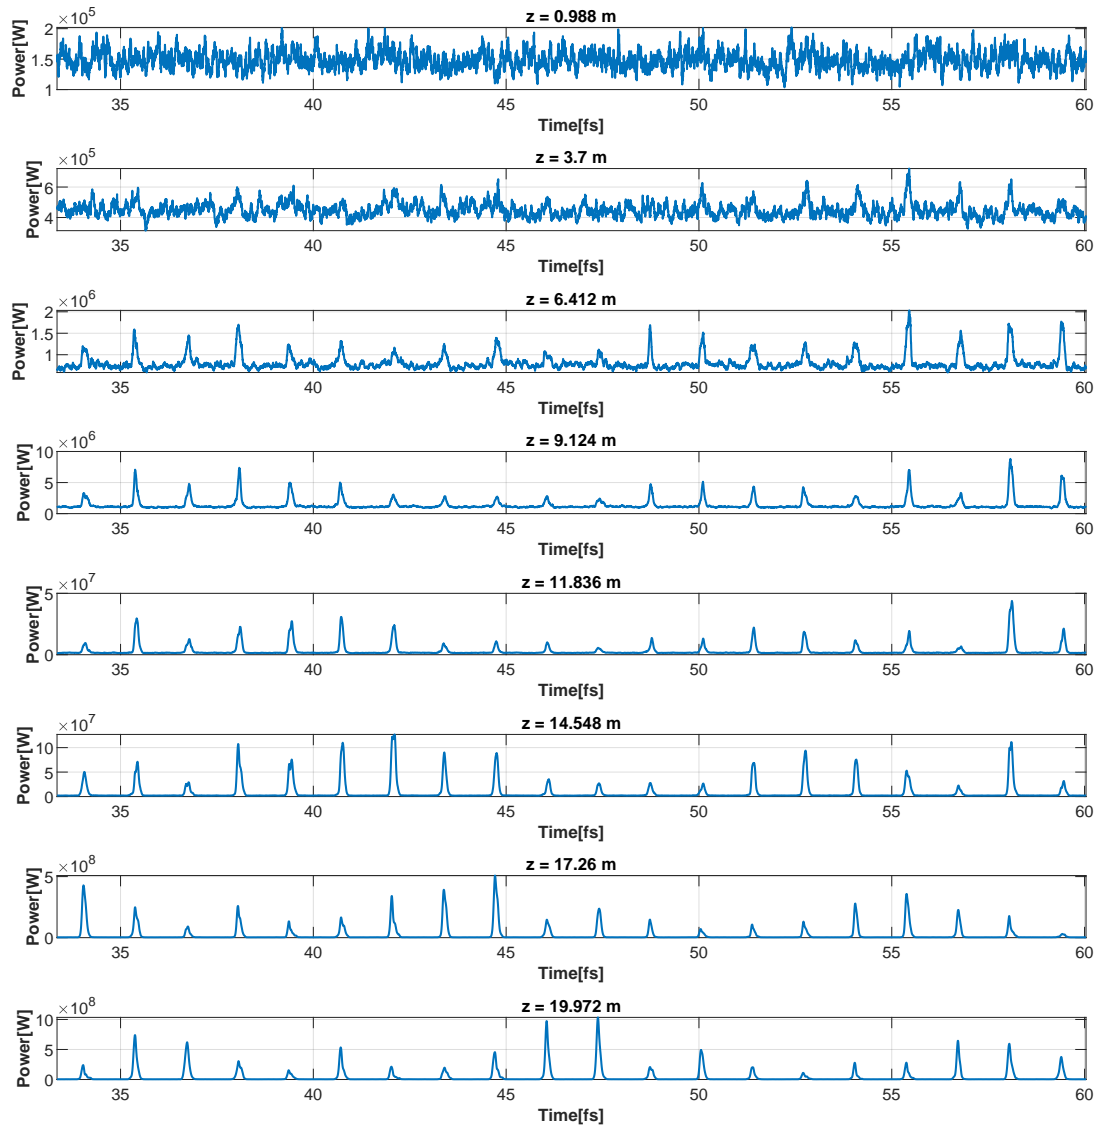 z = 0.988 m
×10^5
Power[W]
2
1.5
1
35 40 45 50 55 60
Time[fs]
z = 3.7 m
×10^5
Power[W]
6
4
35 40 45 50 55 60
Time[fs]
z = 6.412 m
×10^6
Power[W]
2
1.5
1
35 40 45 50 55 60
Time[fs]
z = 9.124 m
×10^6
Power[W]
10
5
0
35 40 45 50 55 60
Time[fs]
z = 11.836 m
×10^7
Power[W]
5
0
35 40 45 50 55 60
Time[fs]
z = 14.548 m
×10^7
Power[W]
10
5
0
35 40 45 50 55 60
Time[fs]
z = 17.26 m
×10^8
Power[W]
5
0
35 40 45 50 55 60
Time[fs]
z = 19.972 m
×10^8
Power[W]
10
5
0
35 40 45 50 55 60
Time[fs]